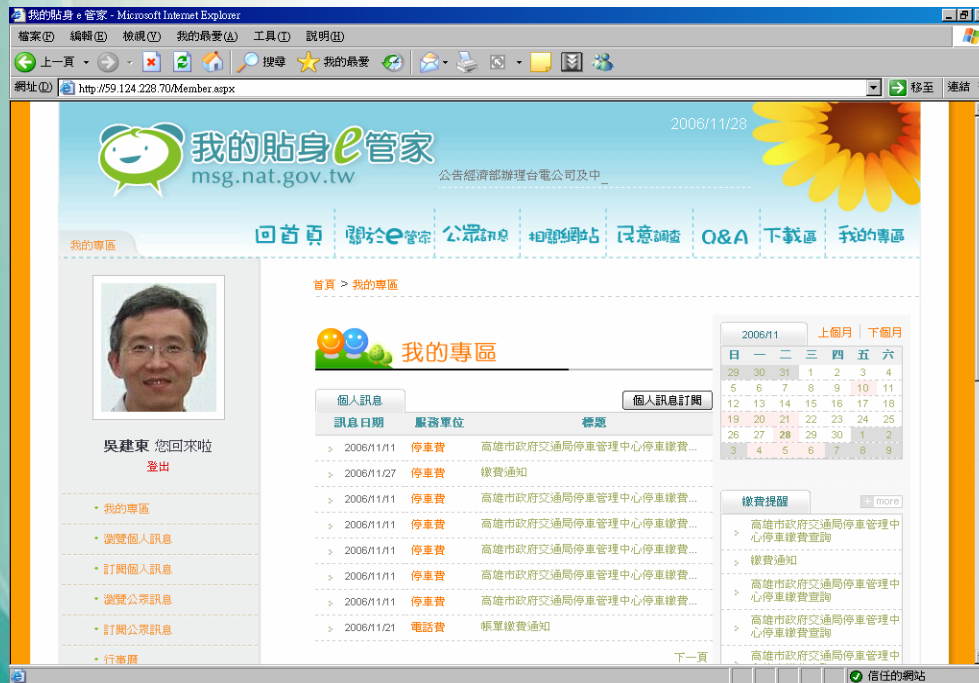 我的貼身 e 管家 - Microsoft Internet Explorer
檔案(F) 編輯(E) 檢視(V) 我的最愛(A) 工具(T) 說明(H)
上一頁 搜尋 我的最愛
網址(D) http://59.124.228.70/Member.aspx 移至 連結
2006/11/28
我的貼身e管家
msg.nat.gov.tw
公告經濟部辦理台電公司及中_
回首頁 關於e管家 公眾訊息 相關網站 民意調查 Q&A 下載區 我的專區
我的專區
首頁 > 我的專區
我的專區
吳建東 您回來啦
登出
・我的專區
・瀏覽個人訊息
・訂閱個人訊息
・瀏覽公眾訊息
・訂閱公眾訊息
・行事曆
個人訊息 個人訊息訂閱
訊息日期 服務單位 標題
2006/11/11 停車費 高雄市政府交通局停車管理中心停車繳費...
2006/11/27 停車費 繳費通知
2006/11/11 停車費 高雄市政府交通局停車管理中心停車繳費...
2006/11/11 停車費 高雄市政府交通局停車管理中心停車繳費...
2006/11/11 停車費 高雄市政府交通局停車管理中心停車繳費...
2006/11/11 停車費 高雄市政府交通局停車管理中心停車繳費...
2006/11/11 停車費 高雄市政府交通局停車管理中心停車繳費...
2006/11/21 電話費 帳單繳費通知
下一頁
2006/11 上個月 | 下個月
日 一 二 三 四 五 六
29 30 31 1 2 3 4
5 6 7 8 9 10 11
12 13 14 15 16 17 18
19 20 21 22 23 24 25
26 27 28 29 30 1 2
3 4 5 6 7 8 9
繳費提醒 + more
高雄市政府交通局停車管理中
心停車繳費查詢
繳費通知
高雄市政府交通局停車管理中
心停車繳費查詢
高雄市政府交通局停車管理中
心停車繳費查詢
高雄市政府交通局停車管理中
信任的網站